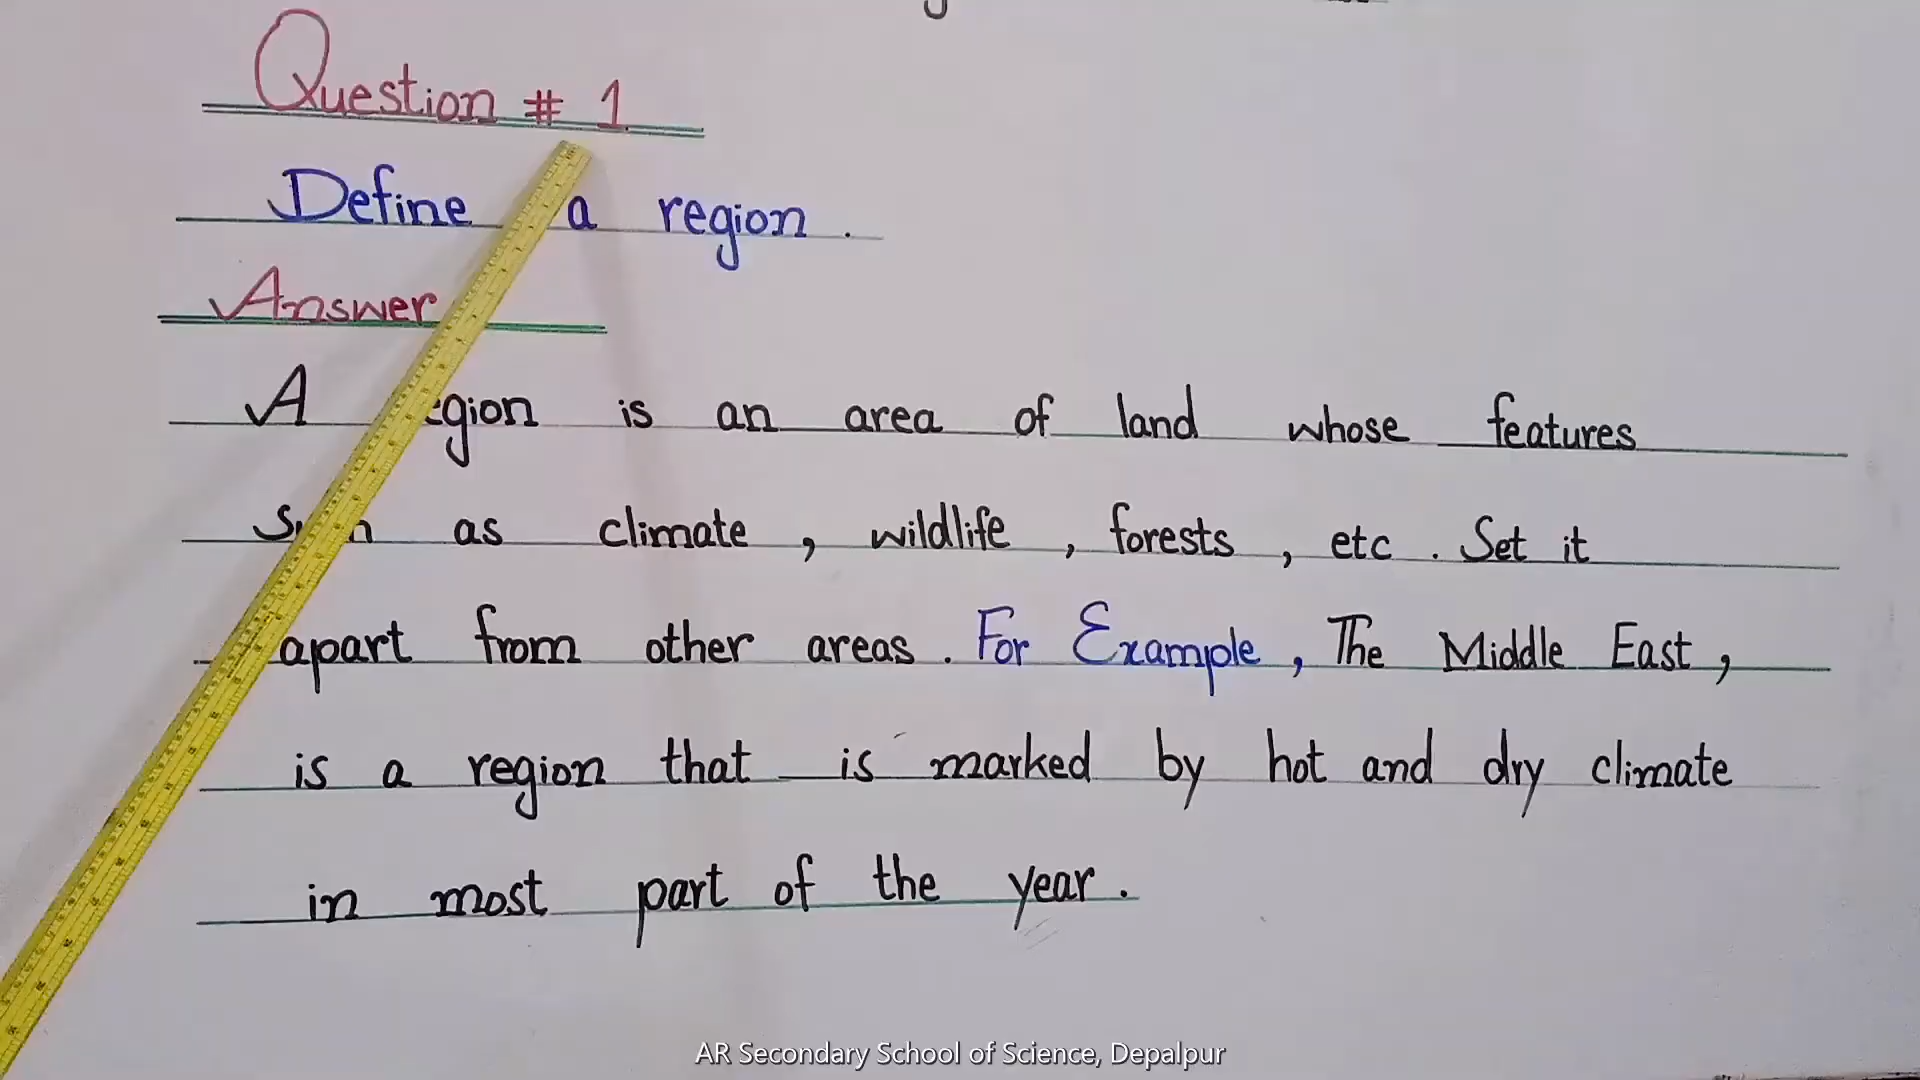 Question # 1
Define a region .
Answer
A egion is an area of land whose features
as climate , wildlife , forests , etc . Set it
apart from other areas . For Example , The Middle East ,
is a region that is marked by hot and dry climate
in most part of the year .
AR Secondary School of Science, Depalpur